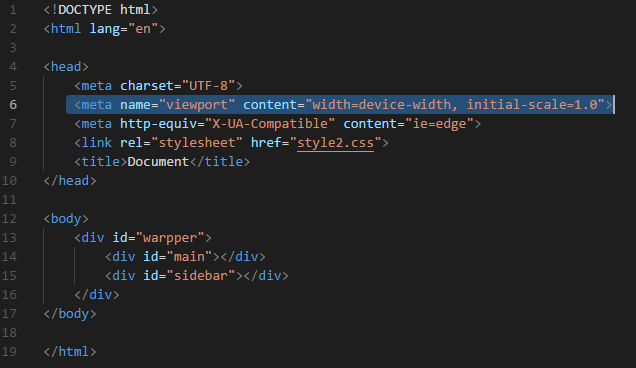 1 <!DOCTYPE html>
2 <html lang="en">
3
4 <head>
5     <meta charset="UTF-8">
6     <meta name="viewport" content="width=device-width, initial-scale=1.0">
7     <meta http-equiv="X-UA-Compatible" content="ie=edge">
8     <link rel="stylesheet" href="style2.css">
9     <title>Document</title>
10 </head>
11
12 <body>
13     <div id="warpper">
14         <div id="main"></div>
15         <div id="sidebar"></div>
16     </div>
17 </body>
18
19 </html>